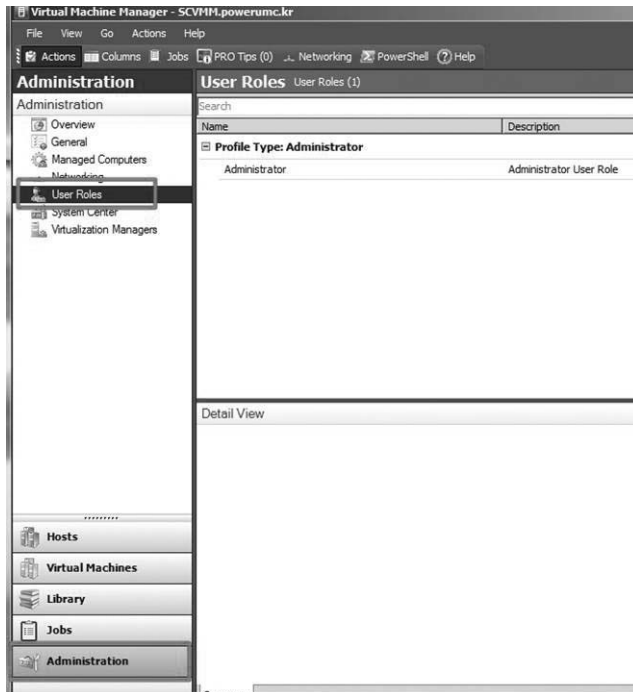 Virtual Machine Manager - SCVMM.powerumc.kr
File View Go Actions Help
Actions Columns Jobs PRO Tips (0) Networking PowerShell Help
Administration
User Roles User Roles (1)
Administration
Search
Overview
Name Description
General
Profile Type: Administrator
Managed Computers
Administrator Administrator User Role
Networking
User Roles
System Center
Virtualization Managers
Detail View
Hosts
Virtual Machines
Library
Jobs
Administration